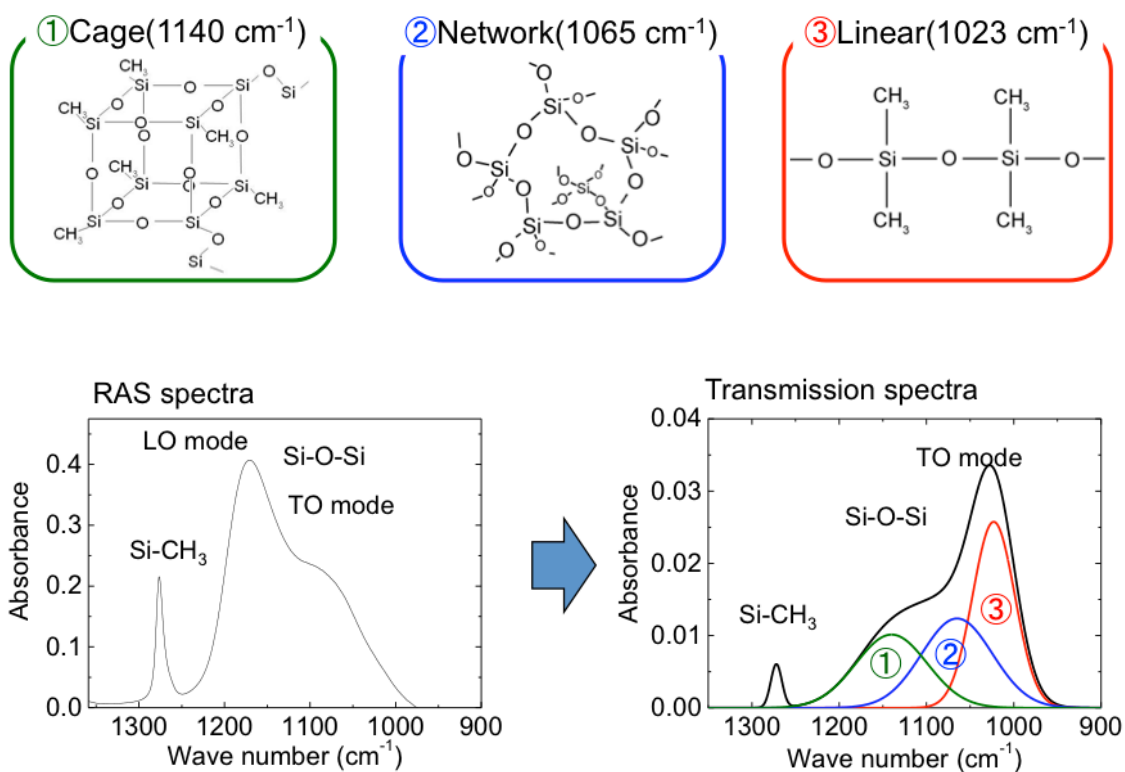 ①Cage(1140 cm⁻¹)
②Network(1065 cm⁻¹)
③Linear(1023 cm⁻¹)
CH₃
O
Si
O
Si
Si
O
Si
CH₃
Si
O
Si
CH₃
O
O
O
O
CH₃
Si
O
Si
CH₃
O
O
CH₃
Si
O
Si
O
Si
O
O
Si
O
O
O
O
Si
O
O
Si
O
O
Si
O
O
Si
O
Si
O
O
O
CH₃
CH₃
O
Si
O
Si
O
CH₃
CH₃
RAS spectra
LO mode
Si-O-Si
TO mode
Si-CH₃
Absorbance
0.4
0.3
0.2
0.1
0.0
1300
1200
1100
1000
900
Wave number (cm⁻¹)
Transmission spectra
TO mode
Si-O-Si
Si-CH₃
①
②
③
Absorbance
0.04
0.03
0.02
0.01
0.00
1300
1200
1100
1000
900
Wave number (cm⁻¹)